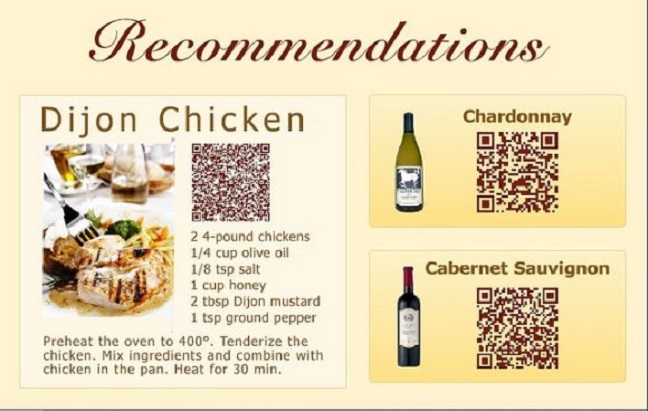 Recommendations
Dijon Chicken
2 4-pound chickens
1/4 cup olive oil
1/8 tsp salt
1 cup honey
2 tbsp Dijon mustard
1 tsp ground pepper
Preheat the oven to 400°. Tenderize the
chicken. Mix ingredients and combine with
chicken in the pan. Heat for 30 min.
Chardonnay
Cabernet Sauvignon